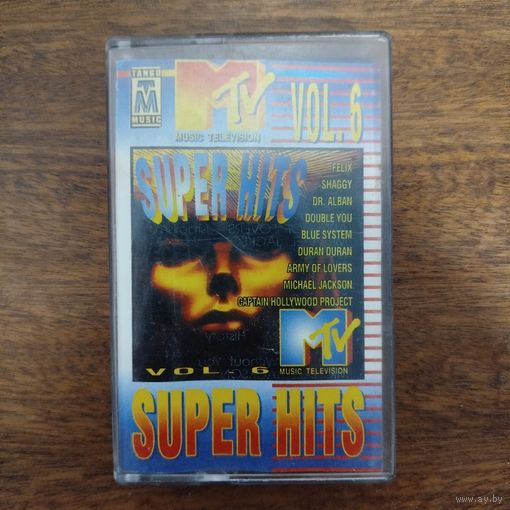 TANGO
TM
MUSIC
MTV
MUSIC TELEVISION
VOL. 6
SUPER HITS
FELIX
SHAGGY
DR. ALBAN
DOUBLE YOU
BLUE SYSTEM
DURAN DURAN
ARMY OF LOVERS
MICHAEL JACKSON
CAPTAIN HOLLYWOOD PROJECT
MTV
MUSIC TELEVISION
VOL. 6
SUPER HITS
www.ay.by